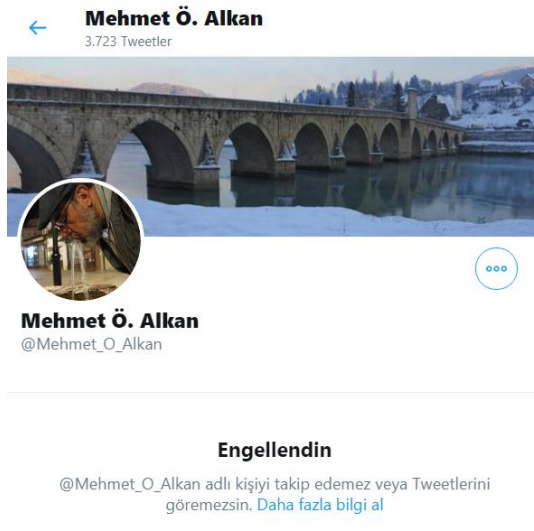 Mehmet Ö. Alkan
3.723 Tweetler
Mehmet Ö. Alkan
@Mehmet_O_Alkan
Engellendin
@Mehmet_O_Alkan adlı kişiyi takip edemez veya Tweetlerini
göremezsin. Daha fazla bilgi al